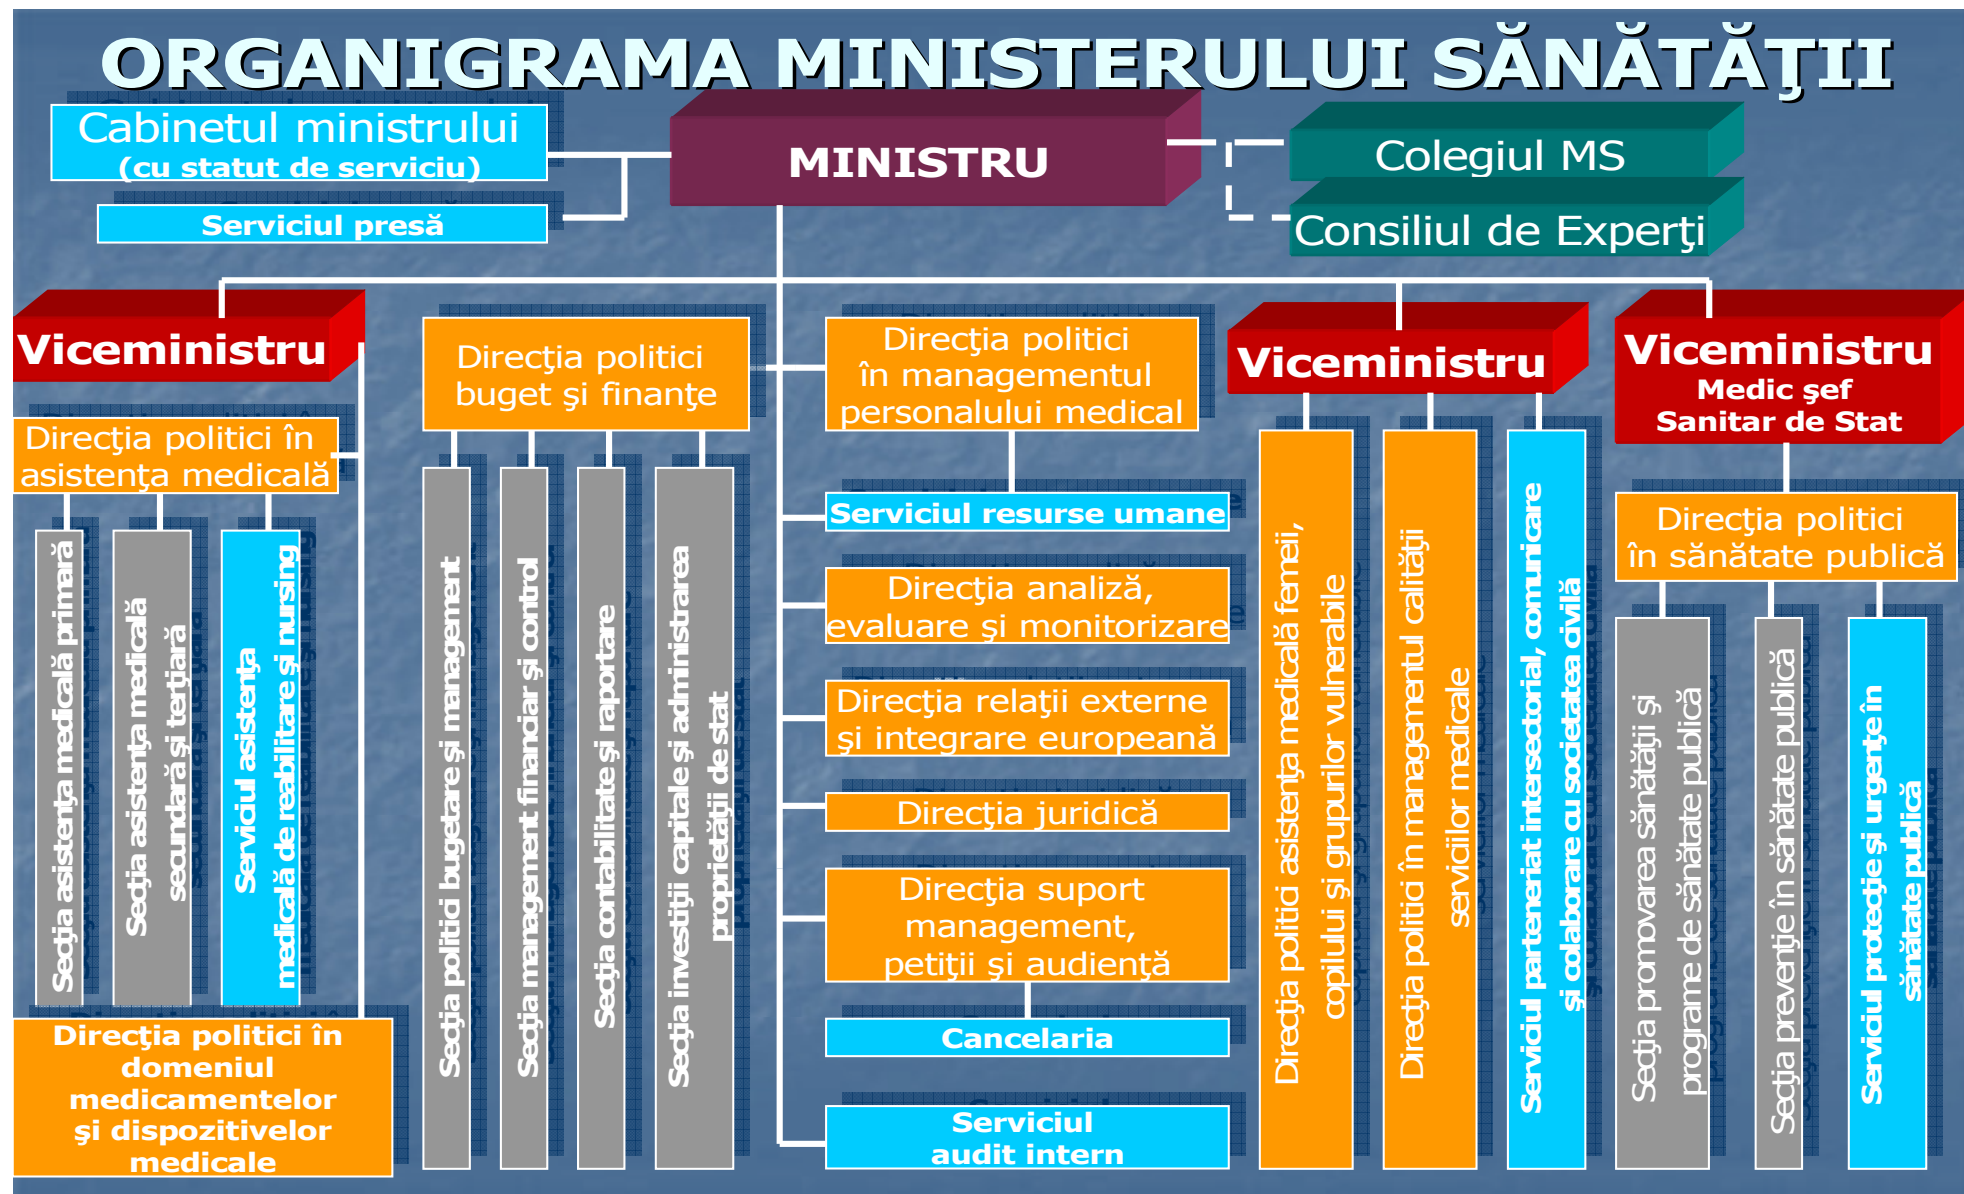 ORGANIGRAMA MINISTERULUI SĂNĂTĂŢII
Cabinetul ministrului
(cu statut de serviciu)
Serviciul presă
MINISTRU
Colegiul MS
Consiliul de Experţi
Viceministru
Direcţia politici în
asistenţa medicală
Secţia asistenţa medicală primară
Secţia asistenţa medicală
secundară şi terţiară
Serviciul asistenţa
medicală de reabilitare şi nursing
Direcţia politici în
domeniul
medicamentelor
şi dispozitivelor
medicale
Direcţia politici
buget şi finanţe
Secţia politici bugetare şi management
Secţia management financiar şi control
Secţia contabilitate şi raportare
Secţia investiţii capitale şi administrarea
proprietăţii de stat
Direcţia politici
în managementul
personalului medical
Serviciul resurse umane
Direcţia analiză,
evaluare şi monitorizare
Direcţia relaţii externe
şi integrare europeană
Direcţia juridică
Direcţia suport
management,
petiţii şi audienţă
Cancelaria
Serviciul
audit intern
Viceministru
Direcţia politici asistenţa medicală femeii,
copilului şi grupurilor vulnerabile
Direcţia politici în managementul calităţii
serviciilor medicale
Serviciul parteneriat intersectorial, comunicare
şi colaborare cu societatea civilă
Viceministru
Medic şef
Sanitar de Stat
Direcţia politici
în sănătate publică
Secţia promovarea sănătăţii şi
programe de sănătate publică
Secţia prevenţie în sănătate publică
Serviciul protecţie şi urgenţe în
sănătate publică